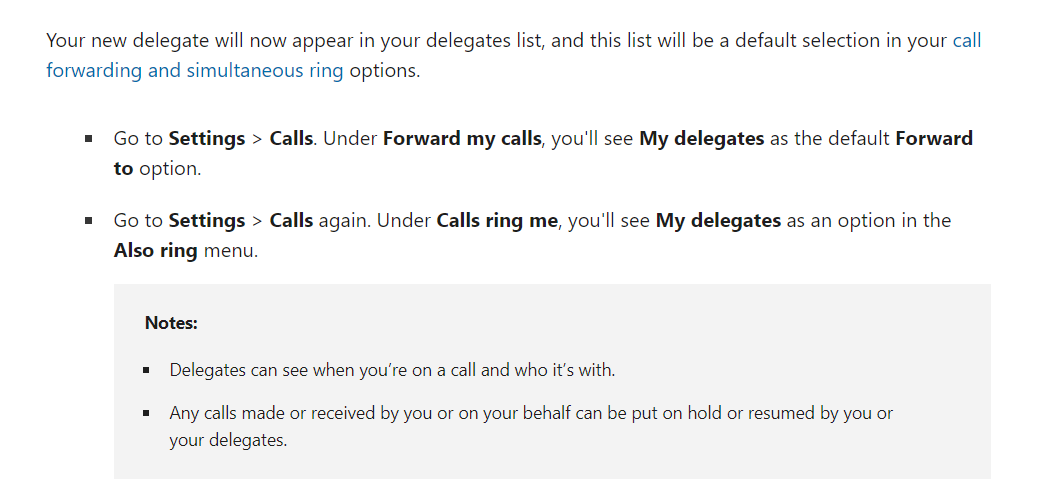 Your new delegate will now appear in your delegates list, and this list will be a default selection in your call
forwarding and simultaneous ring options.
▪ Go to Settings > Calls. Under Forward my calls, you'll see My delegates as the default Forward
to option.
▪ Go to Settings > Calls again. Under Calls ring me, you'll see My delegates as an option in the
Also ring menu.
Notes:
▪ Delegates can see when you’re on a call and who it’s with.
▪ Any calls made or received by you or on your behalf can be put on hold or resumed by you or
your delegates.